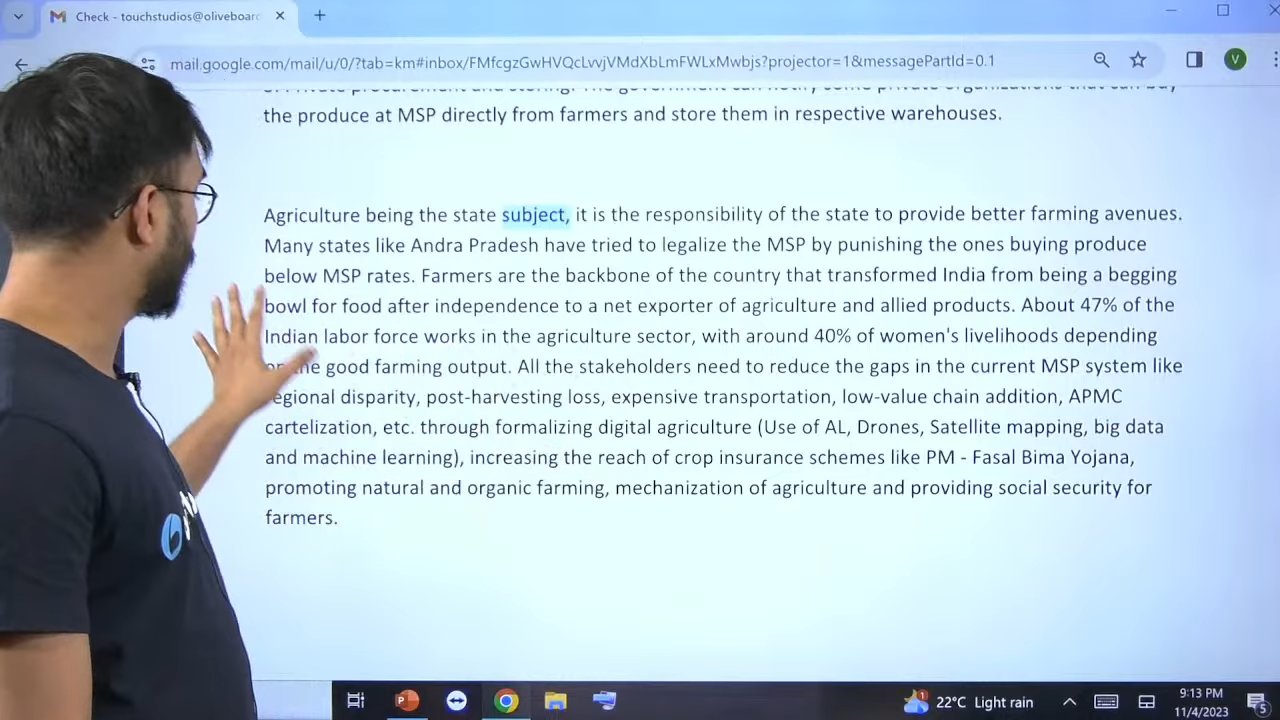 Check - touchstudios@oliveboar
mail.google.com/mail/u/0/?tab=km#inbox/FMfcgzGwHVQcLvvjVMdXbLmFWLxMwbjs?projector=1&messagePartId=0.1
V
the produce at MSP directly from farmers and store them in respective warehouses.
Agriculture being the state subject, it is the responsibility of the state to provide better farming avenues.
Many states like Andra Pradesh have tried to legalize the MSP by punishing the ones buying produce
below MSP rates. Farmers are the backbone of the country that transformed India from being a begging
bowl for food after independence to a net exporter of agriculture and allied products. About 47% of the
Indian labor force works in the agriculture sector, with around 40% of women's livelihoods depending
the good farming output. All the stakeholders need to reduce the gaps in the current MSP system like
regional disparity, post-harvesting loss, expensive transportation, low-value chain addition, APMC
cartelization, etc. through formalizing digital agriculture (Use of AL, Drones, Satellite mapping, big data
and machine learning), increasing the reach of crop insurance schemes like PM - Fasal Bima Yojana,
promoting natural and organic farming, mechanization of agriculture and providing social security for
farmers.
1
22°C Light rain
9:13 PM
11/4/2023
5